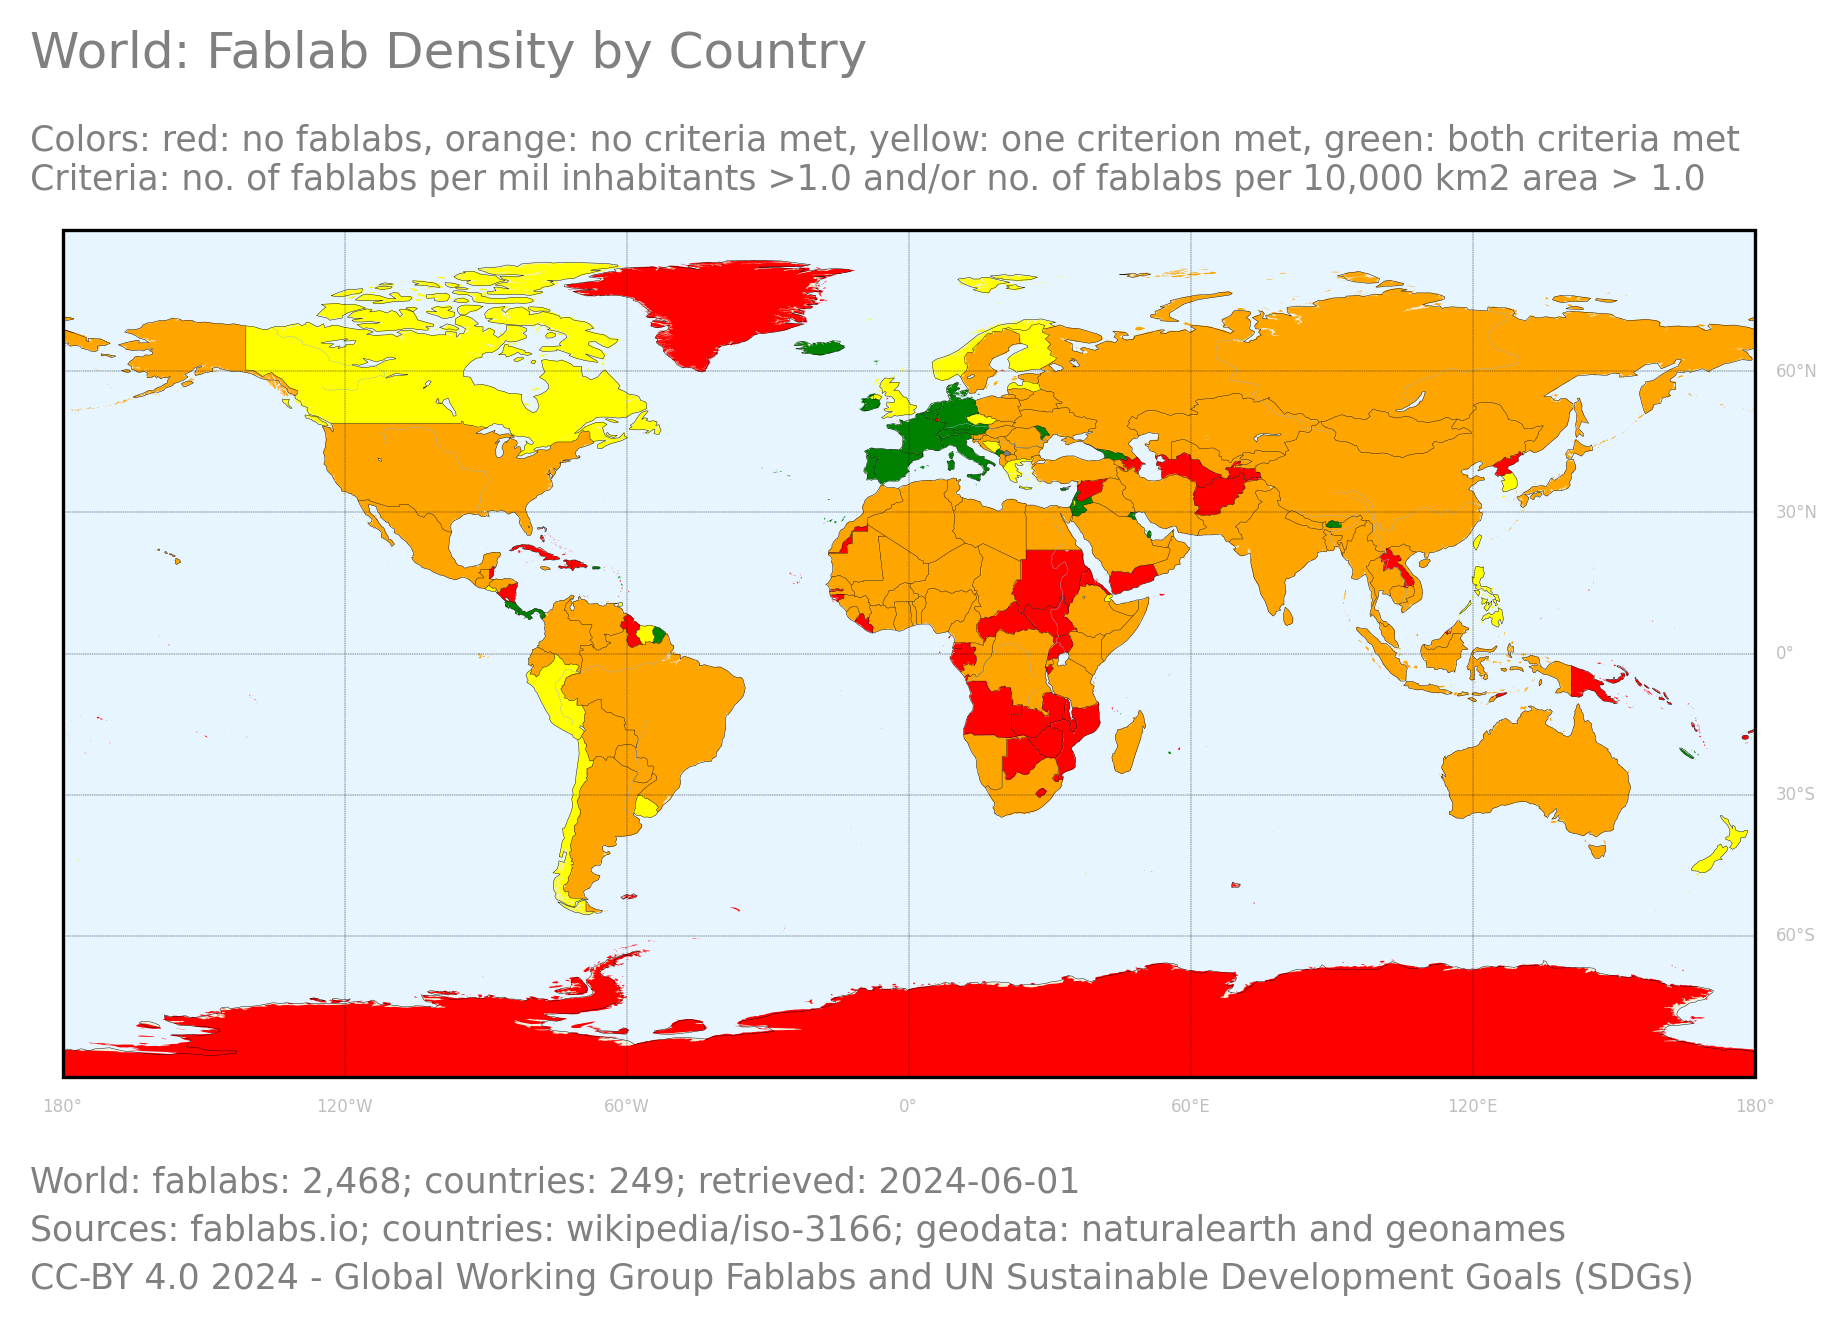 World: Fablab Density by Country
Colors: red: no fablabs, orange: no criteria met, yellow: one criterion met, green: both criteria met
Criteria: no. of fablabs per mil inhabitants >1.0 and/or no. of fablabs per 10,000 km2 area > 1.0
60°N
30°N
0°
30°S
60°S
180° 120°W 60°W 0° 60°E 120°E 180°
World: fablabs: 2,468; countries: 249; retrieved: 2024-06-01
Sources: fablabs.io; countries: wikipedia/iso-3166; geodata: naturalearth and geonames
CC-BY 4.0 2024 - Global Working Group Fablabs and UN Sustainable Development Goals (SDGs)